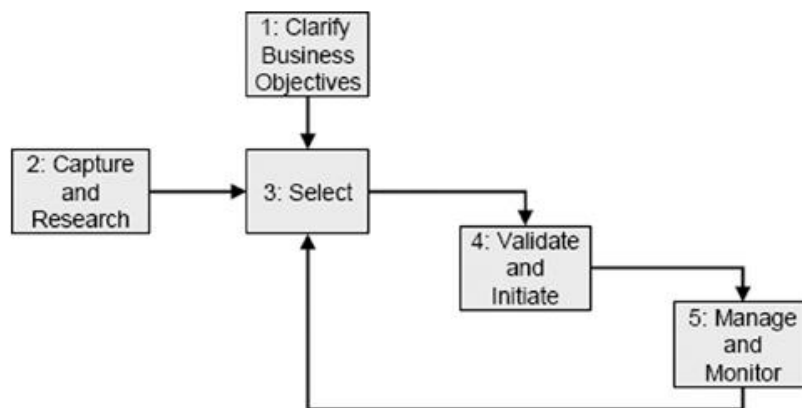 1: Clarify
Business
Objectives
2: Capture
and
Research
3: Select
4: Validate
and
Initiate
5: Manage
and
Monitor